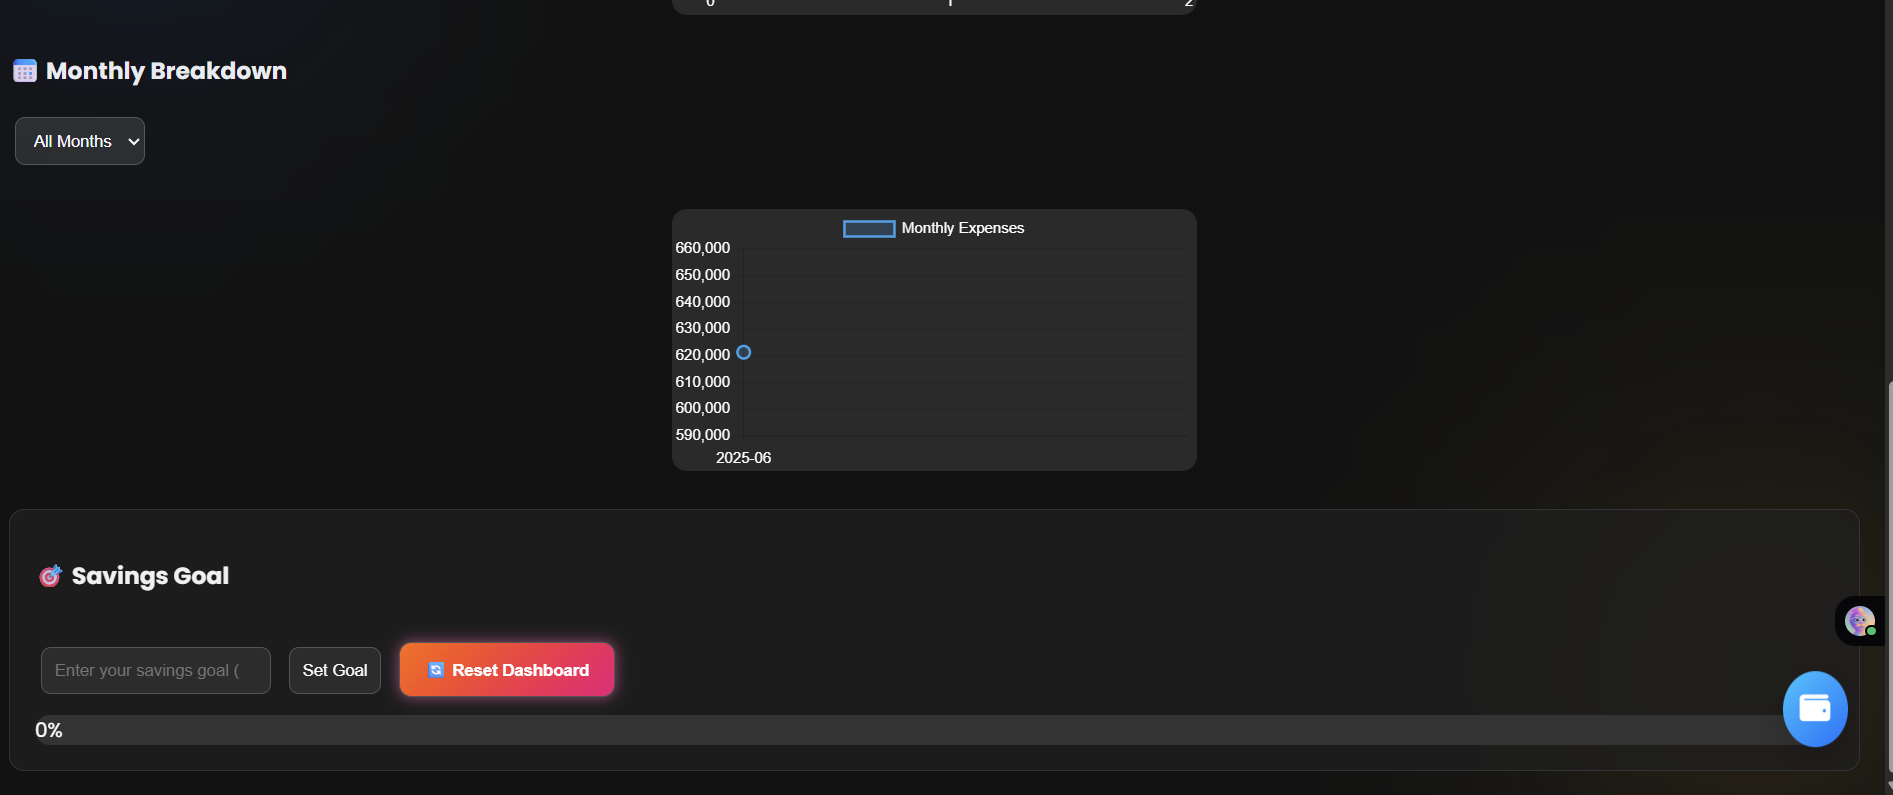 0 1 2
Monthly Breakdown
All Months
Monthly Expenses
660,000
650,000
640,000
630,000
620,000
610,000
600,000
590,000
2025-06
Savings Goal
Enter your savings goal (
Set Goal
Reset Dashboard
0%